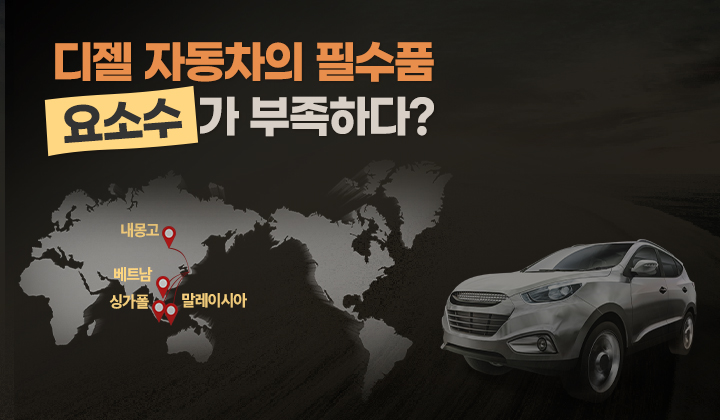 디젤 자동차의 필수품
요소수가 부족하다?
내몽고
베트남
싱가폴
말레이시아